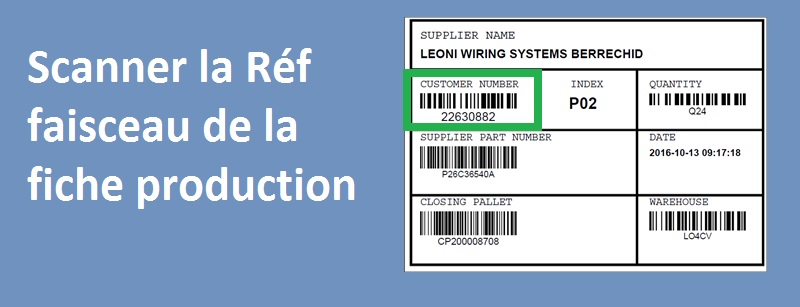 Scanner la Réf
faisceau de la
fiche production
SUPPLIER NAME
LEONI WIRING SYSTEMS BERRECHID
CUSTOMER NUMBER
22630882
INDEX
P02
QUANTITY
Q24
SUPPLIER PART NUMBER
P26C36540A
DATE
2016-10-13 09:17:18
CLOSING PALLET
CP200008708
WAREHOUSE
LO4CV